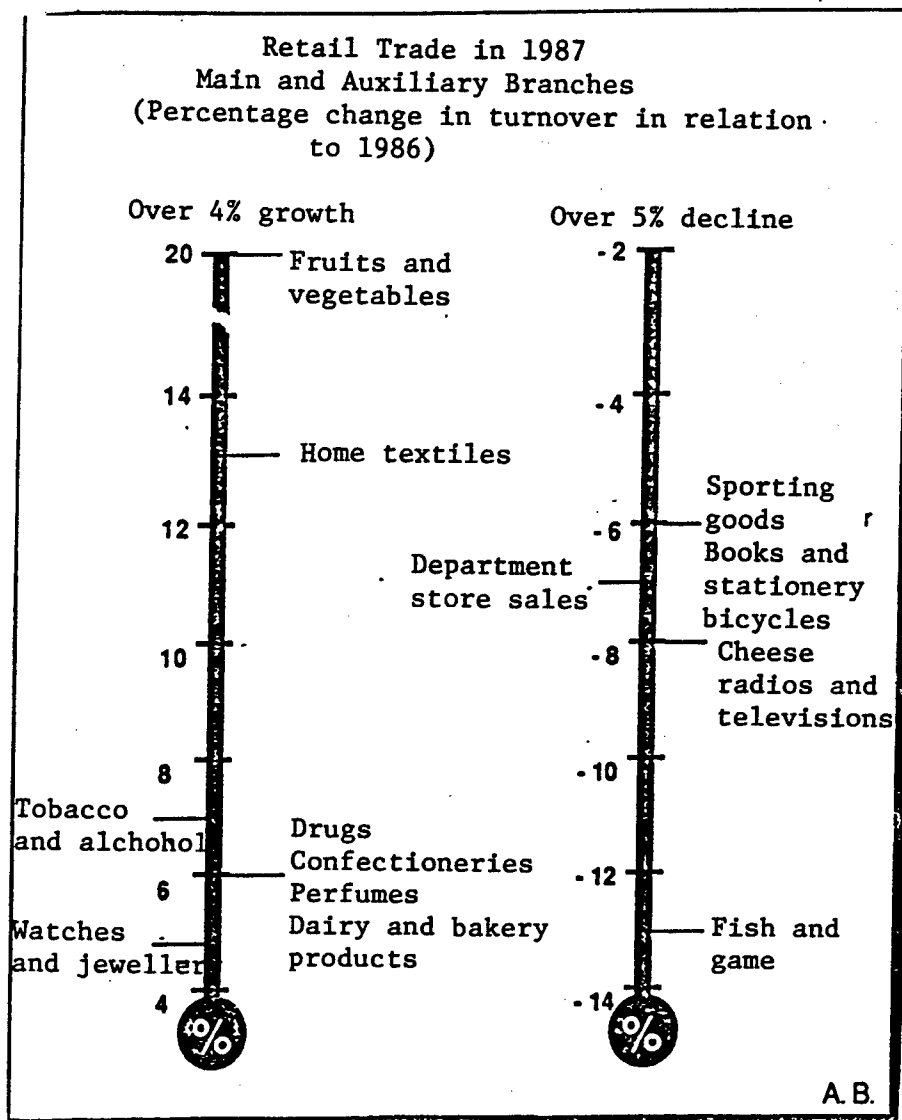 Retail Trade in 1987
Main and Auxiliary Branches
(Percentage change in turnover in relation
to 1986)
Over 4% growth
20
Fruits and
vegetables
14
Home textiles
12
10
8
Tobacco
and alchohol
Drugs
Confectioneries
Perfumes
Dairy and bakery
products
6
Watches
and jeweller
4
%
Over 5% decline
-2
-4
Sporting
goods
Books and
stationery
bicycles
-6
Department
store sales
-8
Cheese
radios and
televisions
-10
-12
Fish and
game
-14
%
A.B.